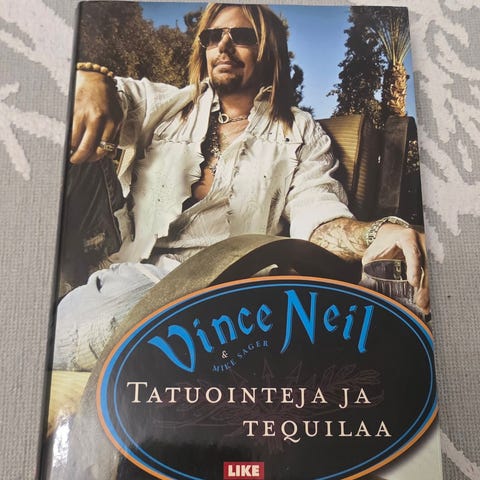 Vince Neil
& MIKE SAGER
TATUOINTEJA JA
TEQUILAA
LIKE